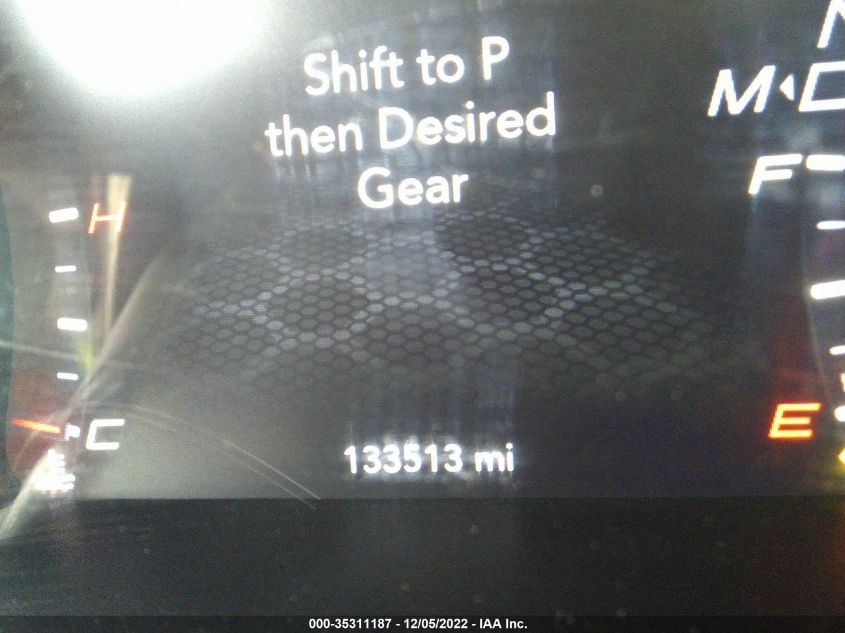 Shift to P
then Desired
Gear
M
F
H
C
E
133513 mi
000-35311187 - 12/05/2022 - IAA Inc.